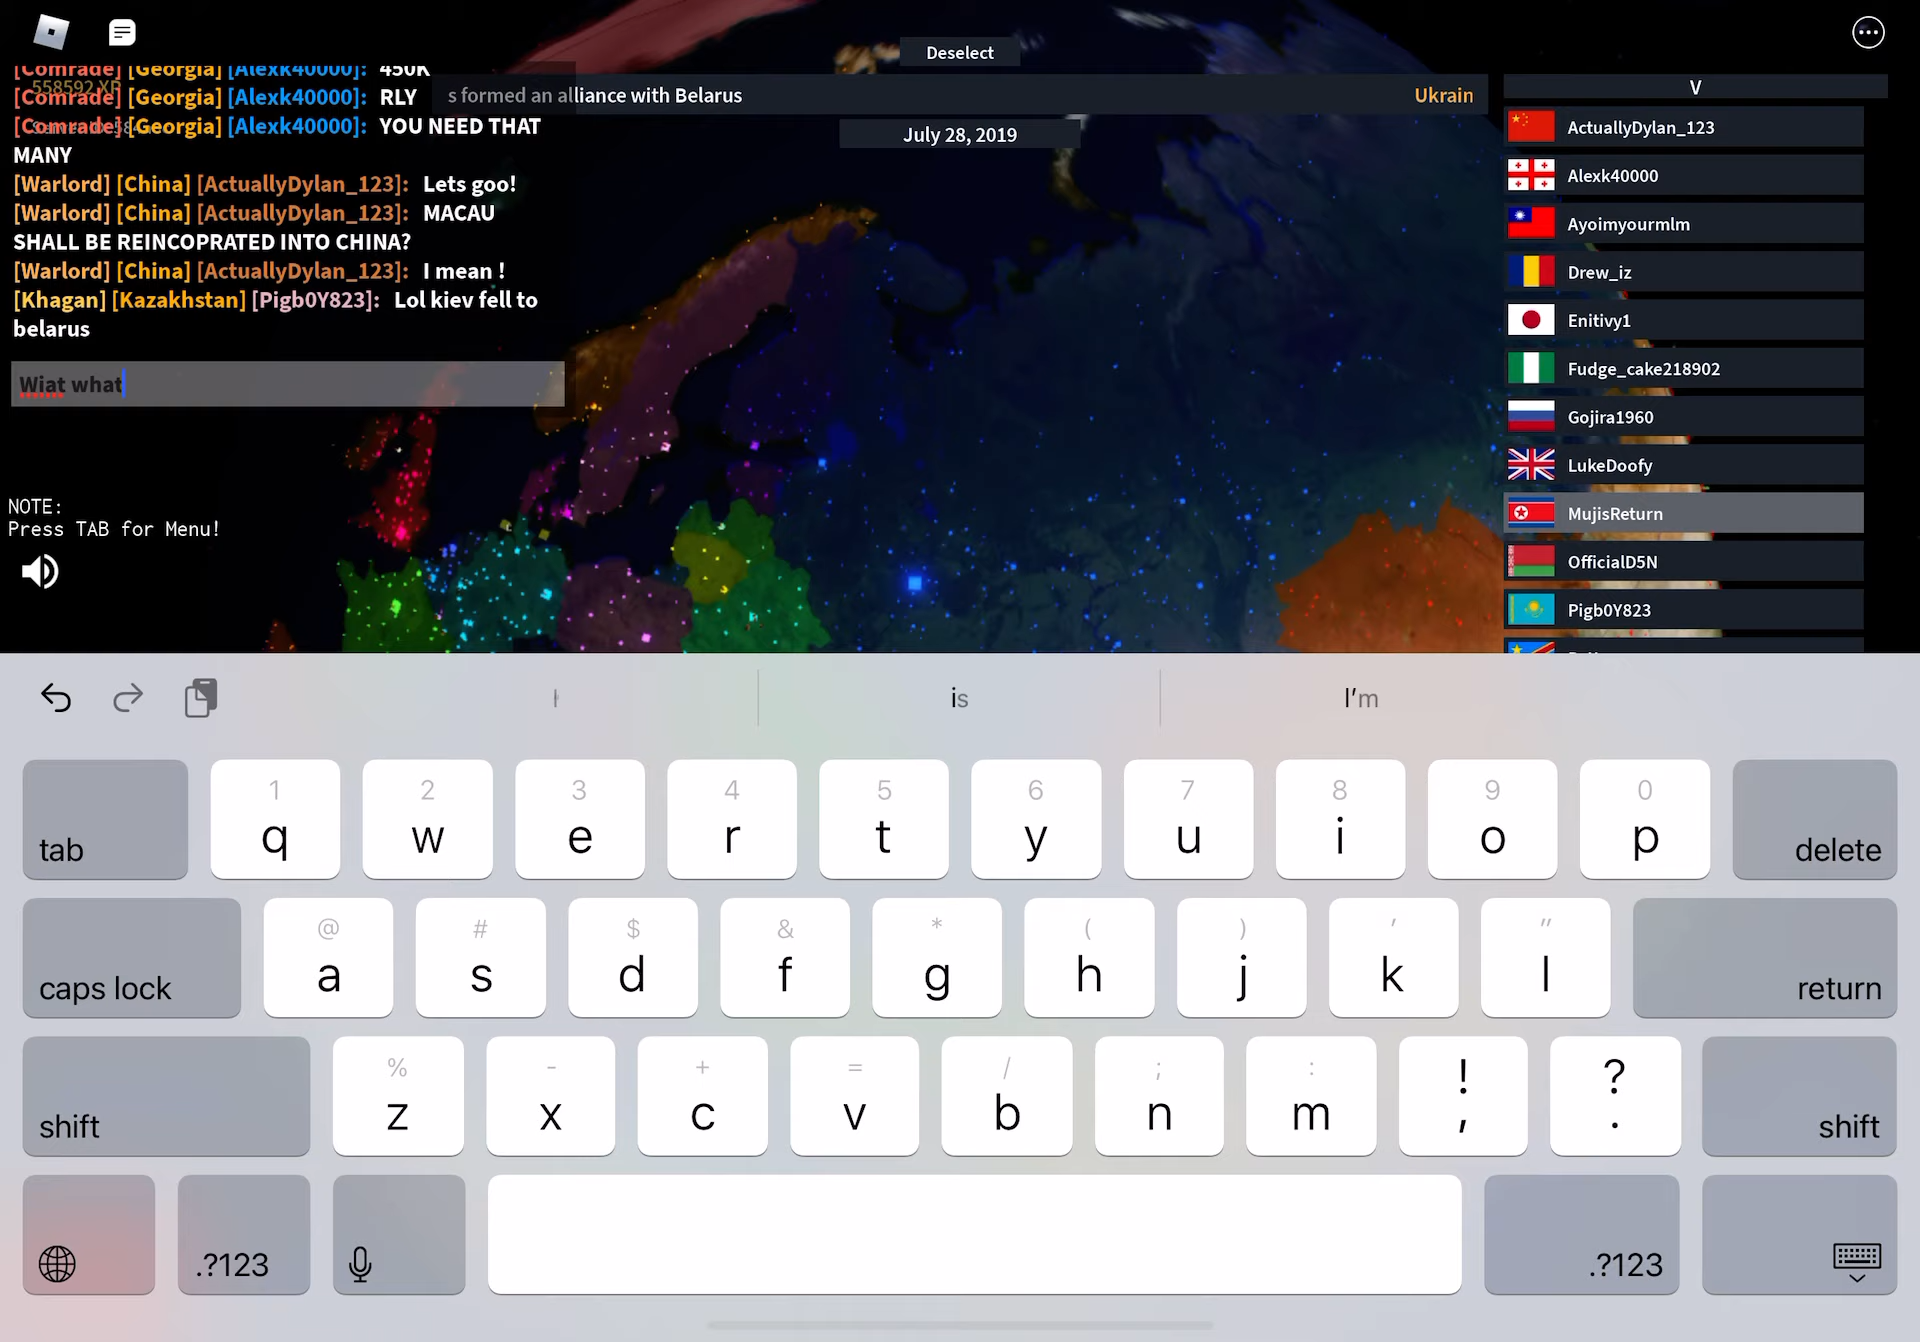 Deselect
[Comrade] [Georgia] [Alexk40000]: 450K
558592 XP
[Comrade] [Georgia] [Alexk40000]: RLY
s formed an alliance with Belarus
Ukrain
[Comrade] [Georgia] [Alexk40000]: YOU NEED THAT
MANY
July 28, 2019
[Warlord] [China] [ActuallyDylan_123]: Lets goo!
[Warlord] [China] [ActuallyDylan_123]: MACAU
SHALL BE REINCOPRATED INTO CHINA?
[Warlord] [China] [ActuallyDylan_123]: I mean !
[Khagan] [Kazakhstan] [Pigb0Y823]: Lol kiev fell to
belarus
Wiat what
NOTE:
Press TAB for Menu!
V
ActuallyDylan_123
Alexk40000
Ayoimyourmlm
Drew_iz
Enitivy1
Fudge_cake218902
Gojira1960
LukeDoofy
MujisReturn
OfficialD5N
Pigb0Y823
is
I'm
1 2 3 4 5 6 7 8 9 0
tab q w e r t y u i o p delete
@ # $ & * ( ) ' "
caps lock a s d f g h j k l return
% - + = / ; : ! ?
shift z x c v b n m , . shift
.?123 .?123